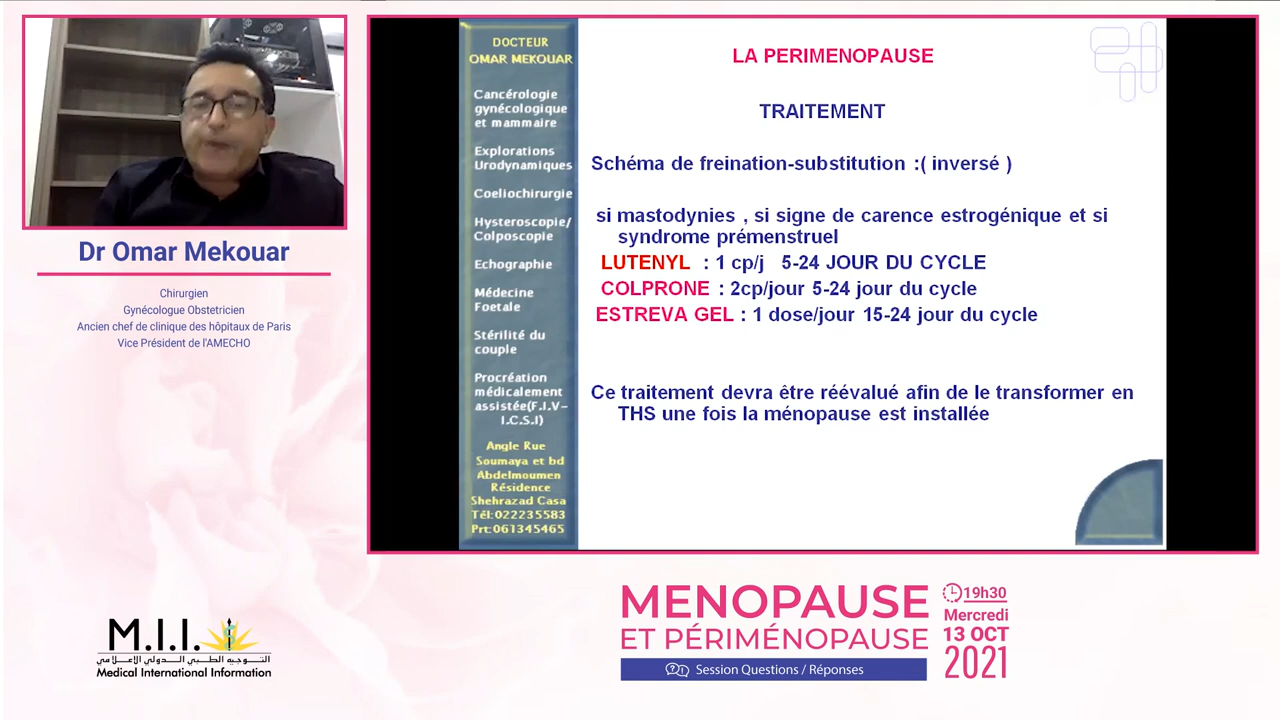 Dr Omar Mekouar
Chirurgien
Gynécologue Obstetricien
Ancien chef de clinique des hôpitaux de Paris
Vice Président de l'AMECHO
DOCTEUR
OMAR MEKOUAR
Cancérologie
gynécologique
et mammaire
Explorations
Urodynamiques
Coeliochirurgie
Hysteroscopie/
Colposcopie
Echographie
Médecine
Foetale
Stérilité du
couple
Procréation
médicalement
assistée(F.I.V-
I.C.S.I)
Angle Rue
Soumaya et bd
Abdelmoumen
Résidence
Shehrazad Casa
Tél:022235583
Prt:061345465
LA PERIMENOPAUSE
TRAITEMENT
Schéma de freination-substitution :( inversé )
si mastodynies , si signe de carence estrogénique et si
syndrome prémenstruel
LUTENYL : 1 cp/j 5-24 JOUR DU CYCLE
COLPRONE : 2cp/jour 5-24 jour du cycle
ESTREVA GEL : 1 dose/jour 15-24 jour du cycle
Ce traitement devra être réévalué afin de le transformer en
THS une fois la ménopause est installée
M.I.I.
التوجيه الطبي الدولي الإعلامي
Medical International Information
MENOPAUSE
ET PÉRIMÉNOPAUSE
Session Questions / Réponses
19h30
Mercredi
13 OCT
2021